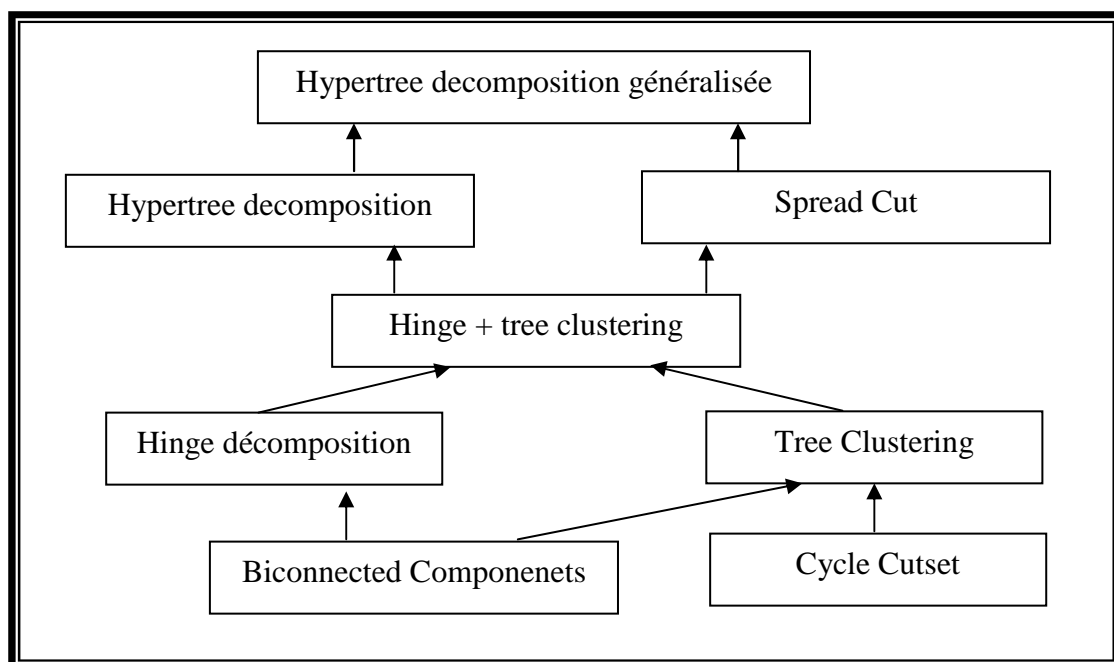 Hypertree decomposition généralisée
Hypertree decomposition
Spread Cut
Hinge + tree clustering
Hinge décomposition
Tree Clustering
Biconnected Componenets
Cycle Cutset